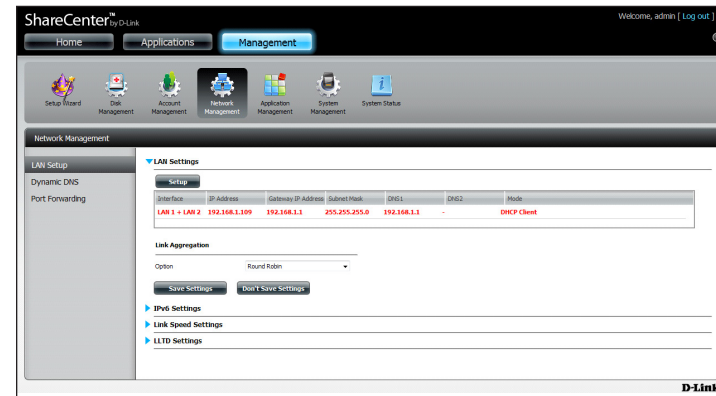 ShareCenter™ by D-Link
Welcome, admin [ Log out ]
Home Applications Management
Setup Wizard Disk Management Account Management Network Management Application Management System Management System Status
Network Management
LAN Setup
Dynamic DNS
Port Forwarding
LAN Settings
Setup
Interface IP Address Gateway IP Address Subnet Mask DNS1 DNS2 Mode
LAN 1 + LAN 2 192.168.1.109 192.168.1.1 255.255.255.0 192.168.1.1 - DHCP Client
Link Aggregation
Option Round Robin
Save Settings Don't Save Settings
IPv6 Settings
Link Speed Settings
LLTD Settings
D-Link